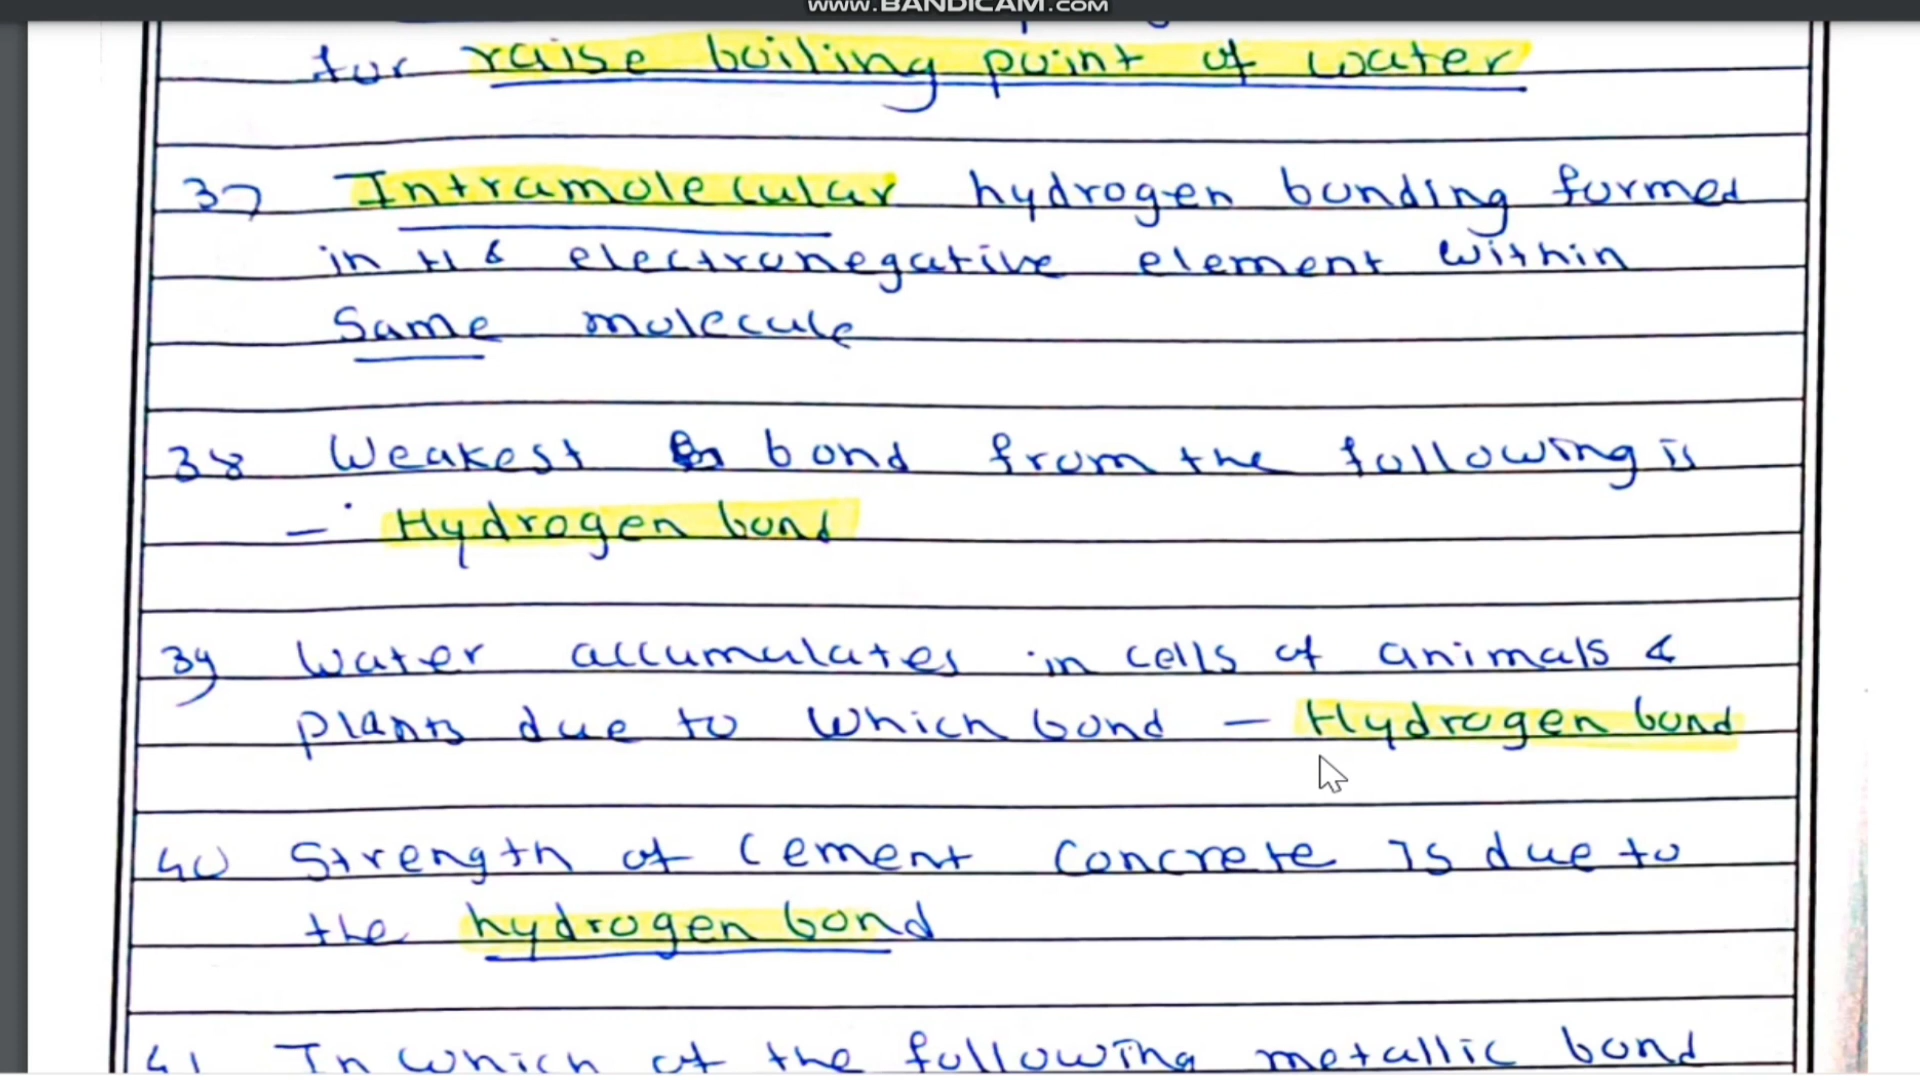 www.BANDICAM.com
for raise boiling point of water
37 Intramolecular hydrogen bonding formed
in H & electronegative element within
Same molecule
38 Weakest bond from the following is
- Hydrogen bond
39 Water accumulates in cells of animals &
plants due to which bond - Hydrogen bond
40 Strength of Cement Concrete is due to
the hydrogen bond
41 In which of the following metallic bond